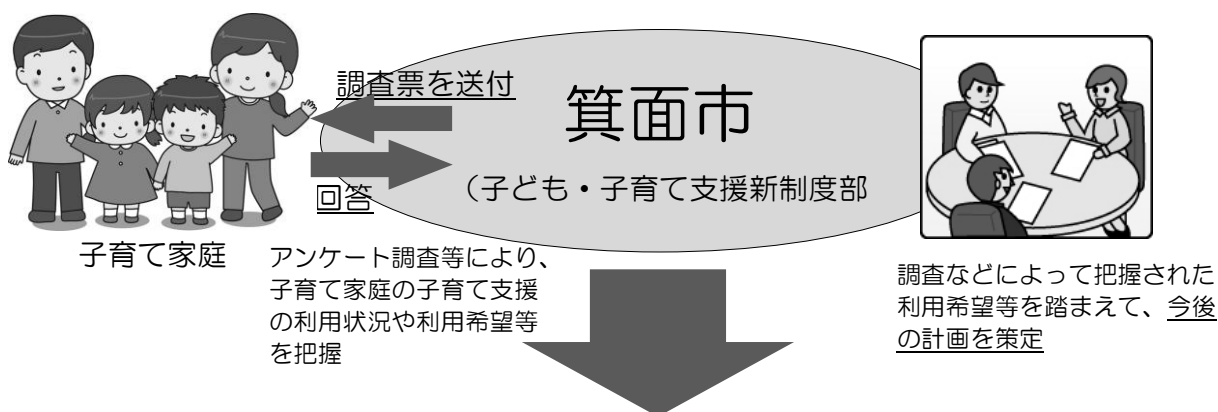 調査票を送付
箕面市
(子ども・子育て支援新制度部
回答
子育て家庭
アンケート調査等により、
子育て家庭の子育て支援
の利用状況や利用希望等
を把握
調査などによって把握された
利用希望等を踏まえて、今後
の計画を策定